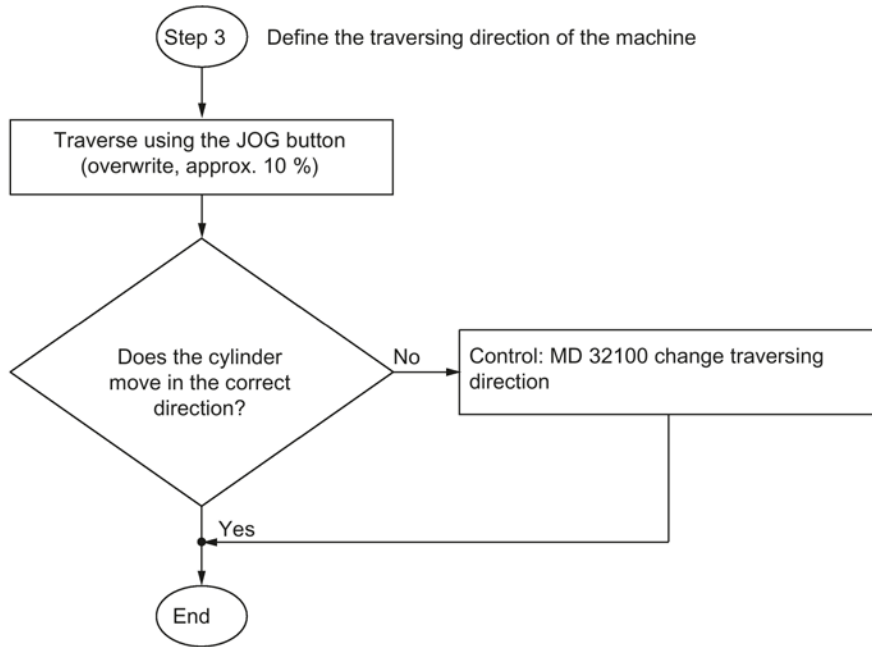 Step 3
Define the traversing direction of the machine
Traverse using the JOG button
(overwrite, approx. 10 %)
Does the cylinder
move in the correct
direction?
No
Control: MD 32100 change traversing
direction
Yes
End